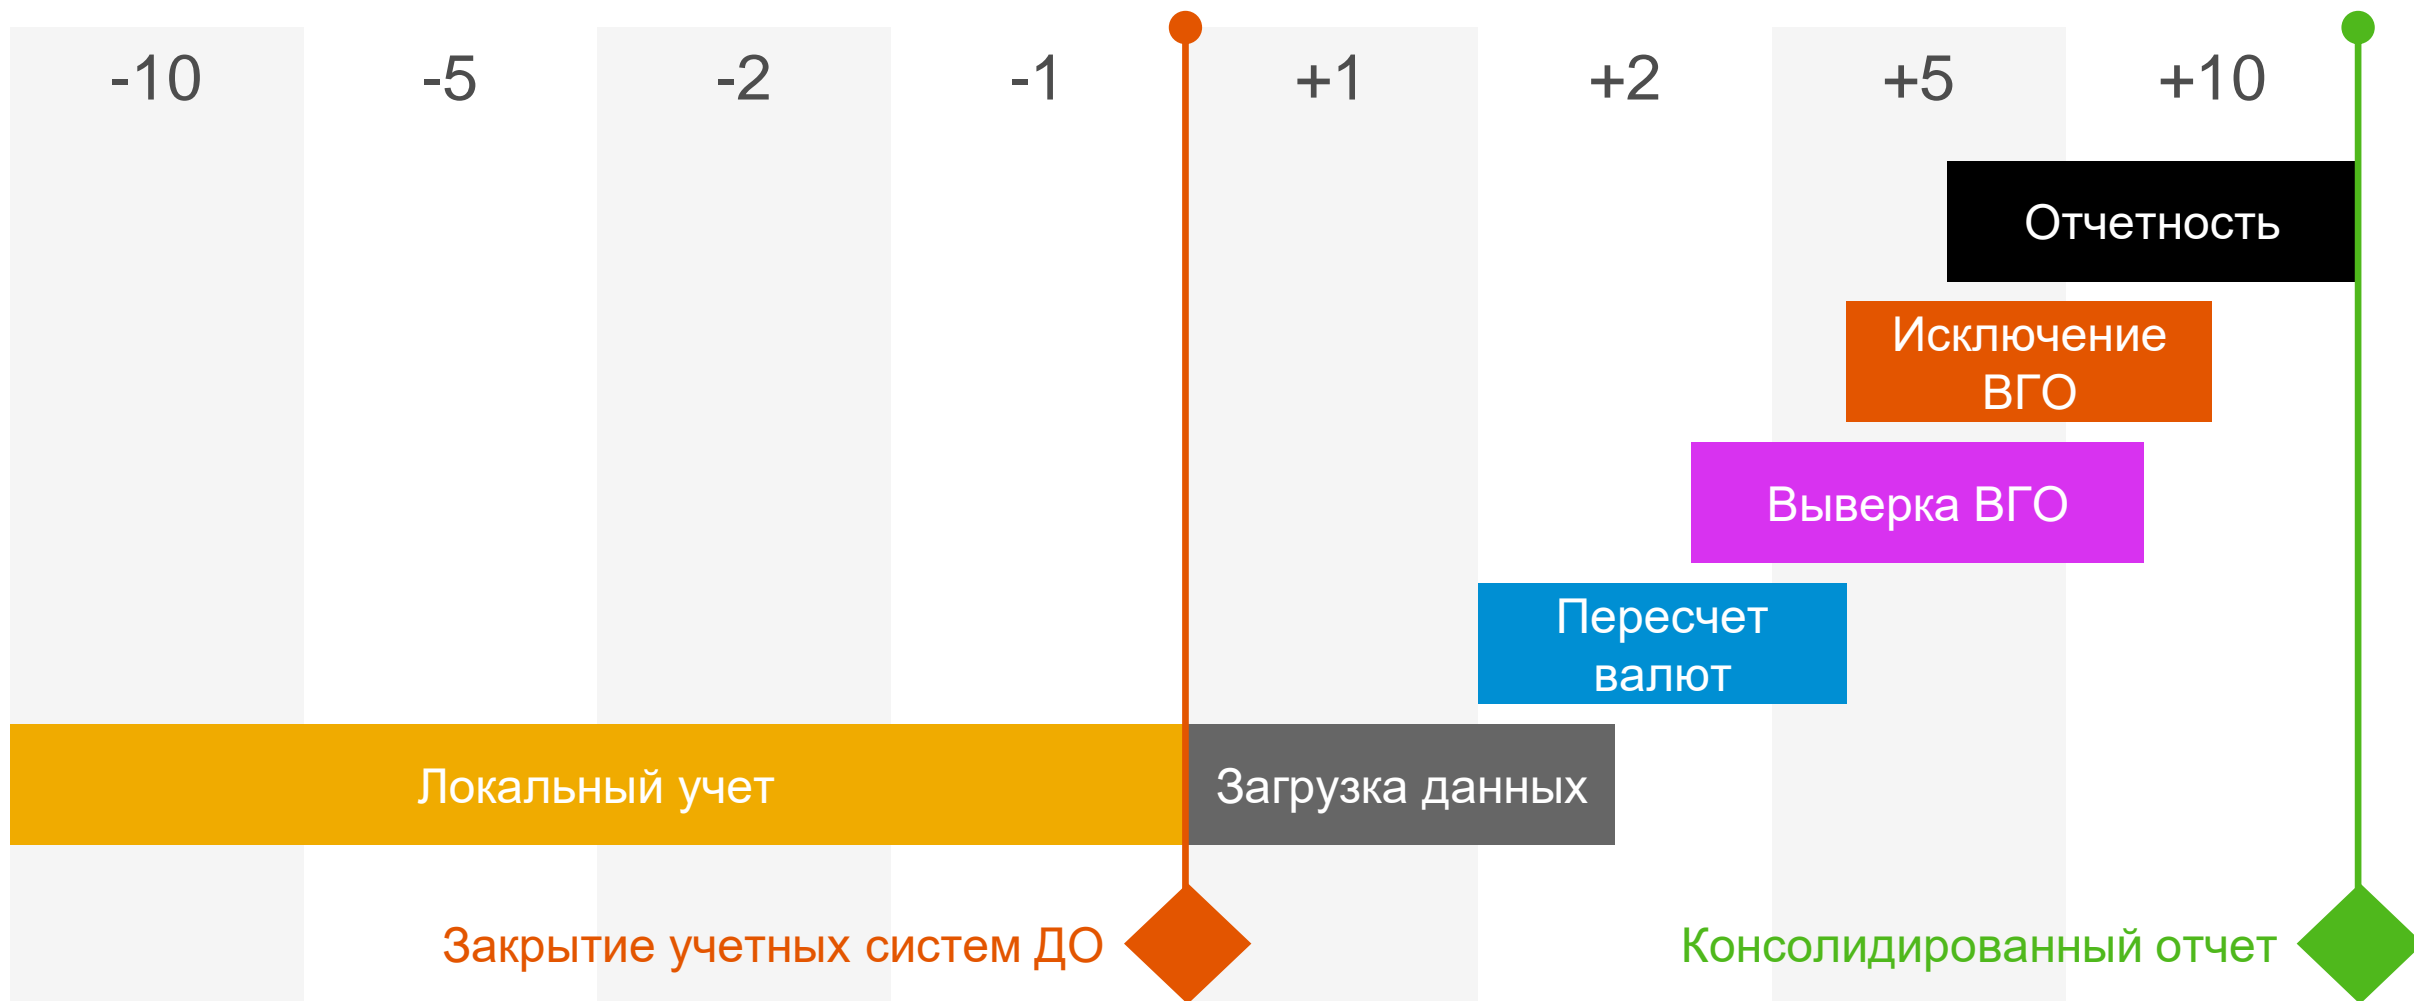 -10 -5 -2 -1 +1 +2 +5 +10
Отчетность
Исключение
ВГО
Выверка ВГО
Пересчет
валют
Локальный учет
Загрузка данных
Закрытие учетных систем ДО
Консолидированный отчет